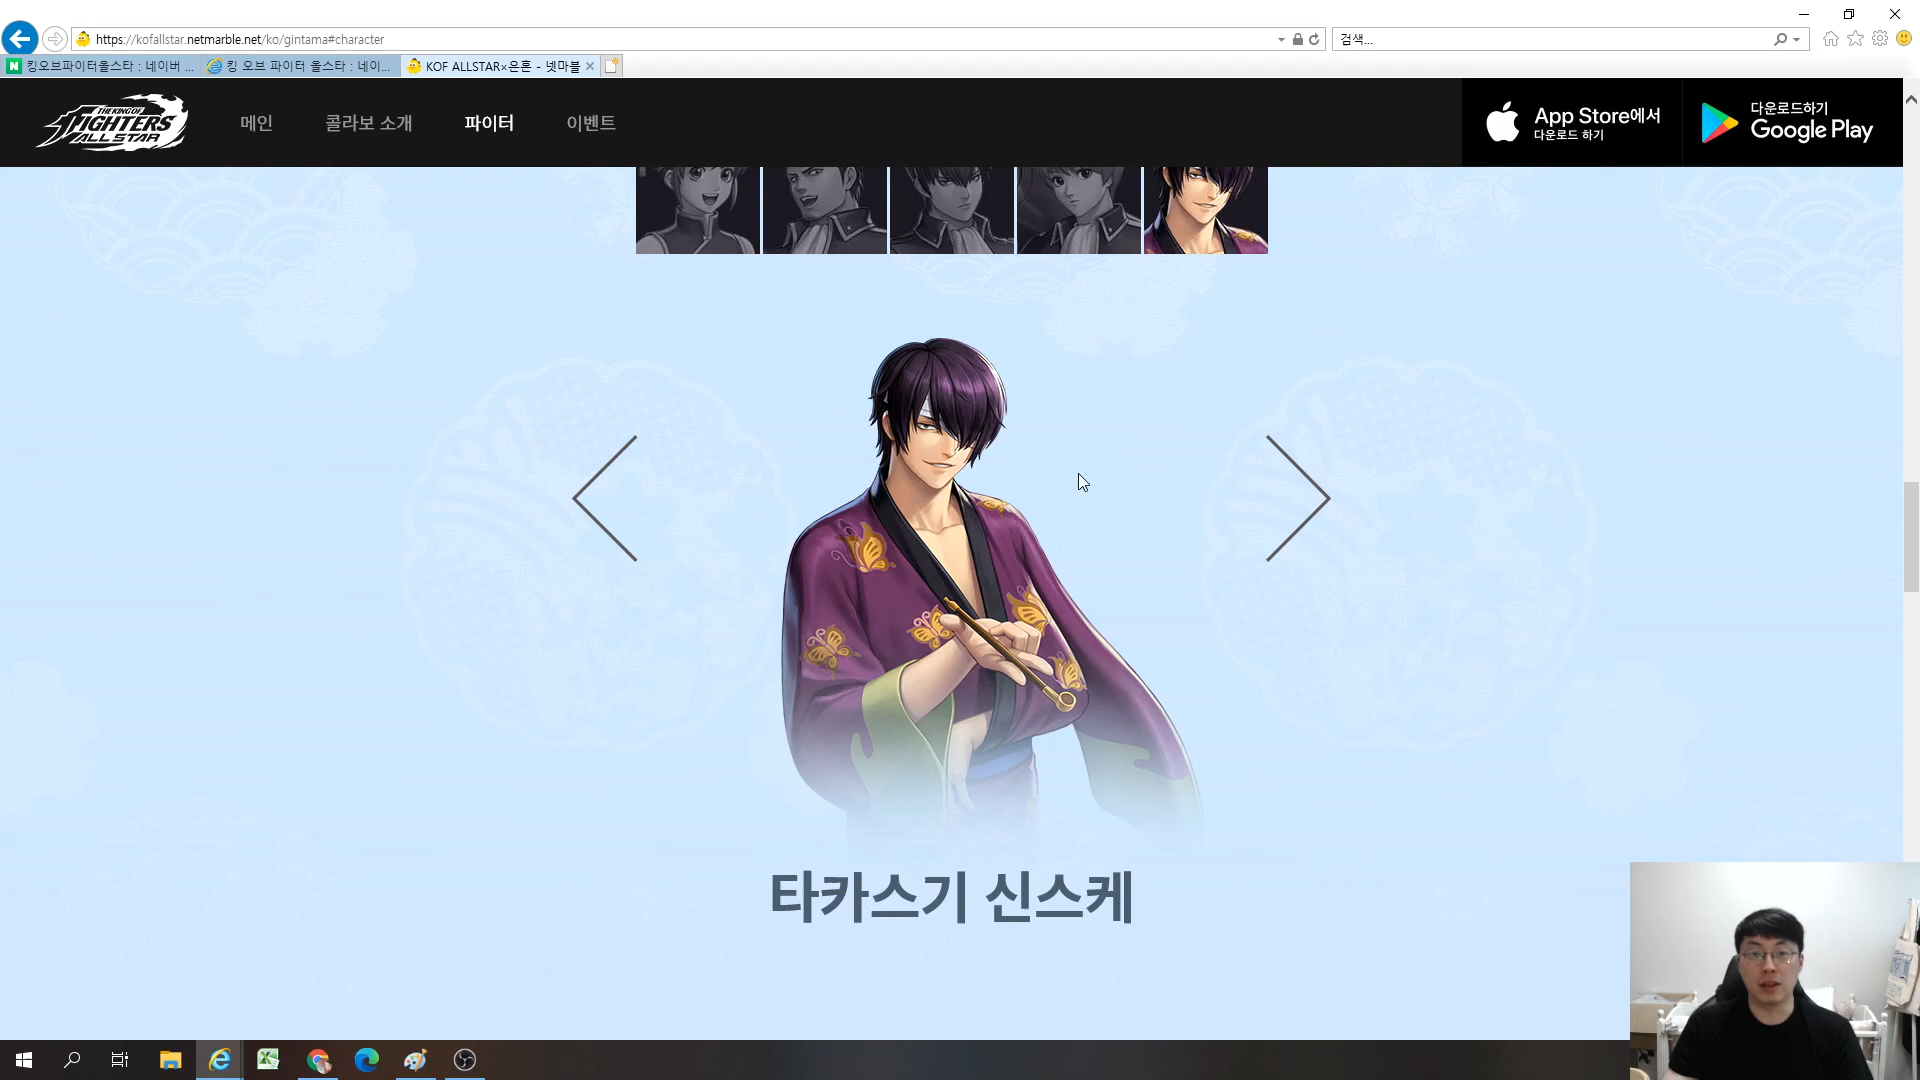 https://kofallstar.netmarble.net/ko/gintama#character
검색...
킹오브파이터올스타 : 네이버 ...
킹 오브 파이터 올스타 : 네이...
KOF ALLSTAR×은혼 - 넷마블
THE KING OF
FIGHTERS
ALLSTAR
메인
콜라보 소개
파이터
이벤트
App Store에서
다운로드 하기
다운로드하기
Google Play
타카스기 신스케